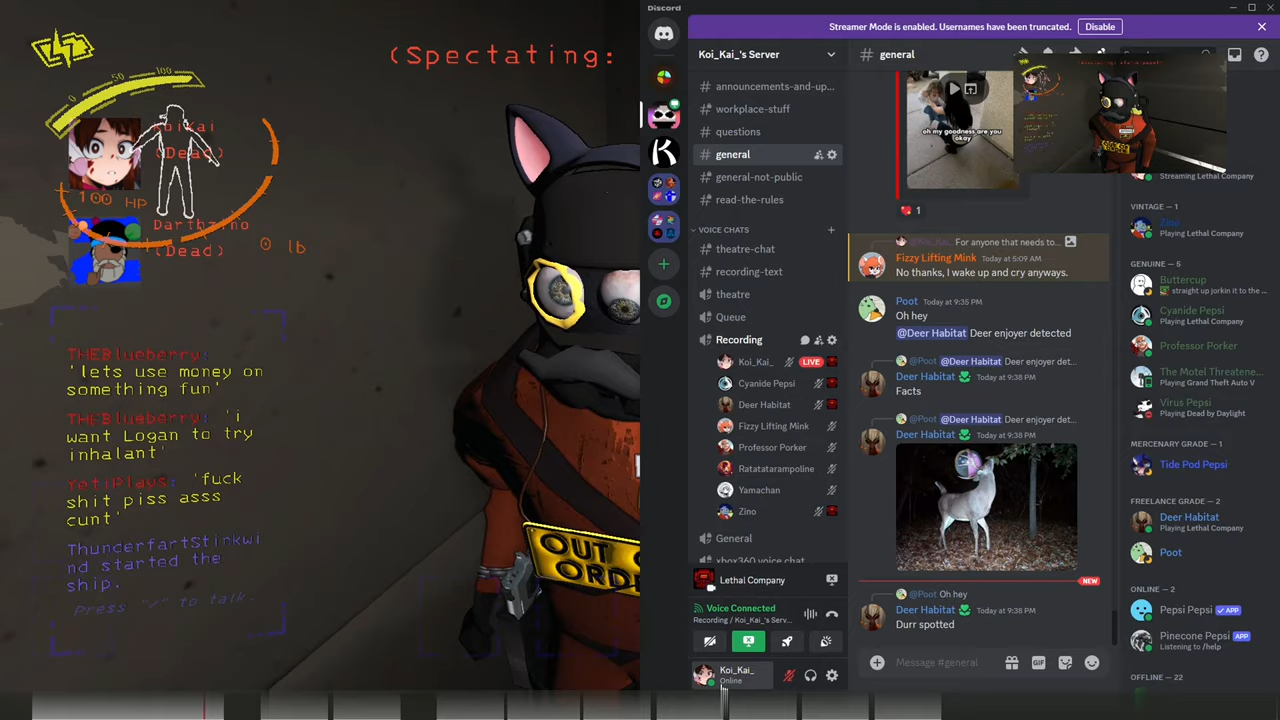 Discord
Streamer Mode is enabled. Usernames have been truncated.
Disable
(Spectating:
0
50
100
KoiKai
(Dead)
100 HP
Darthzino
(Dead)
0 lb
THEBlueberry:
'lets use money on
something fun'
THEBlueberry: 'i
want Logan to try
inhalant'
YetiPlays: 'fuck
shit piss asss
cunt'
ThunderfartStinkwi
nd started the
ship.
Press "/" to talk.
OUT O
ORDE
Koi_Kai_'s Server
announcements-and-up...
workplace-stuff
questions
general
general-not-public
read-the-rules
VOICE CHATS
theatre-chat
recording-text
theatre
Queue
Recording
Koi_Kai_
LIVE
Cyanide Pepsi
Deer Habitat
Fizzy Lifting Mink
Professor Porker
Ratatatarampoline
Yamachan
Zino
General
xbox360 voice chat
Lethal Company
Voice Connected
Recording / Koi_Kai_'s Serv...
Koi_Kai_
Online
# general
oh my goodness are you
okay
1
@Koi_Kai_ For anyone that needs to...
Fizzy Lifting Mink Today at 5:09 AM
No thanks, I wake up and cry anyways.
Poot Today at 9:35 PM
Oh hey
@Deer Habitat Deer enjoyer detected
@Poot @Deer Habitat Deer enjoyer det...
Deer Habitat Today at 9:38 PM
Facts
@Poot @Deer Habitat Deer enjoyer det...
Deer Habitat Today at 9:38 PM
NEW
@Poot Oh hey
Deer Habitat Today at 9:38 PM
Durr spotted
Message #general
GIF
Streaming Lethal Company
VINTAGE — 1
Zino
Playing Lethal Company
GENUINE — 5
Buttercup
straight up jorkin it to the ...
Cyanide Pepsi
Playing Lethal Company
Professor Porker
The Motel Threatene...
Playing Grand Theft Auto V
Virus Pepsi
Playing Dead by Daylight
MERCENARY GRADE — 1
Tide Pod Pepsi
FREELANCE GRADE — 2
Deer Habitat
Playing Lethal Company
Poot
ONLINE — 2
Pepsi Pepsi APP
Pinecone Pepsi APP
Listening to /help
OFFLINE — 22